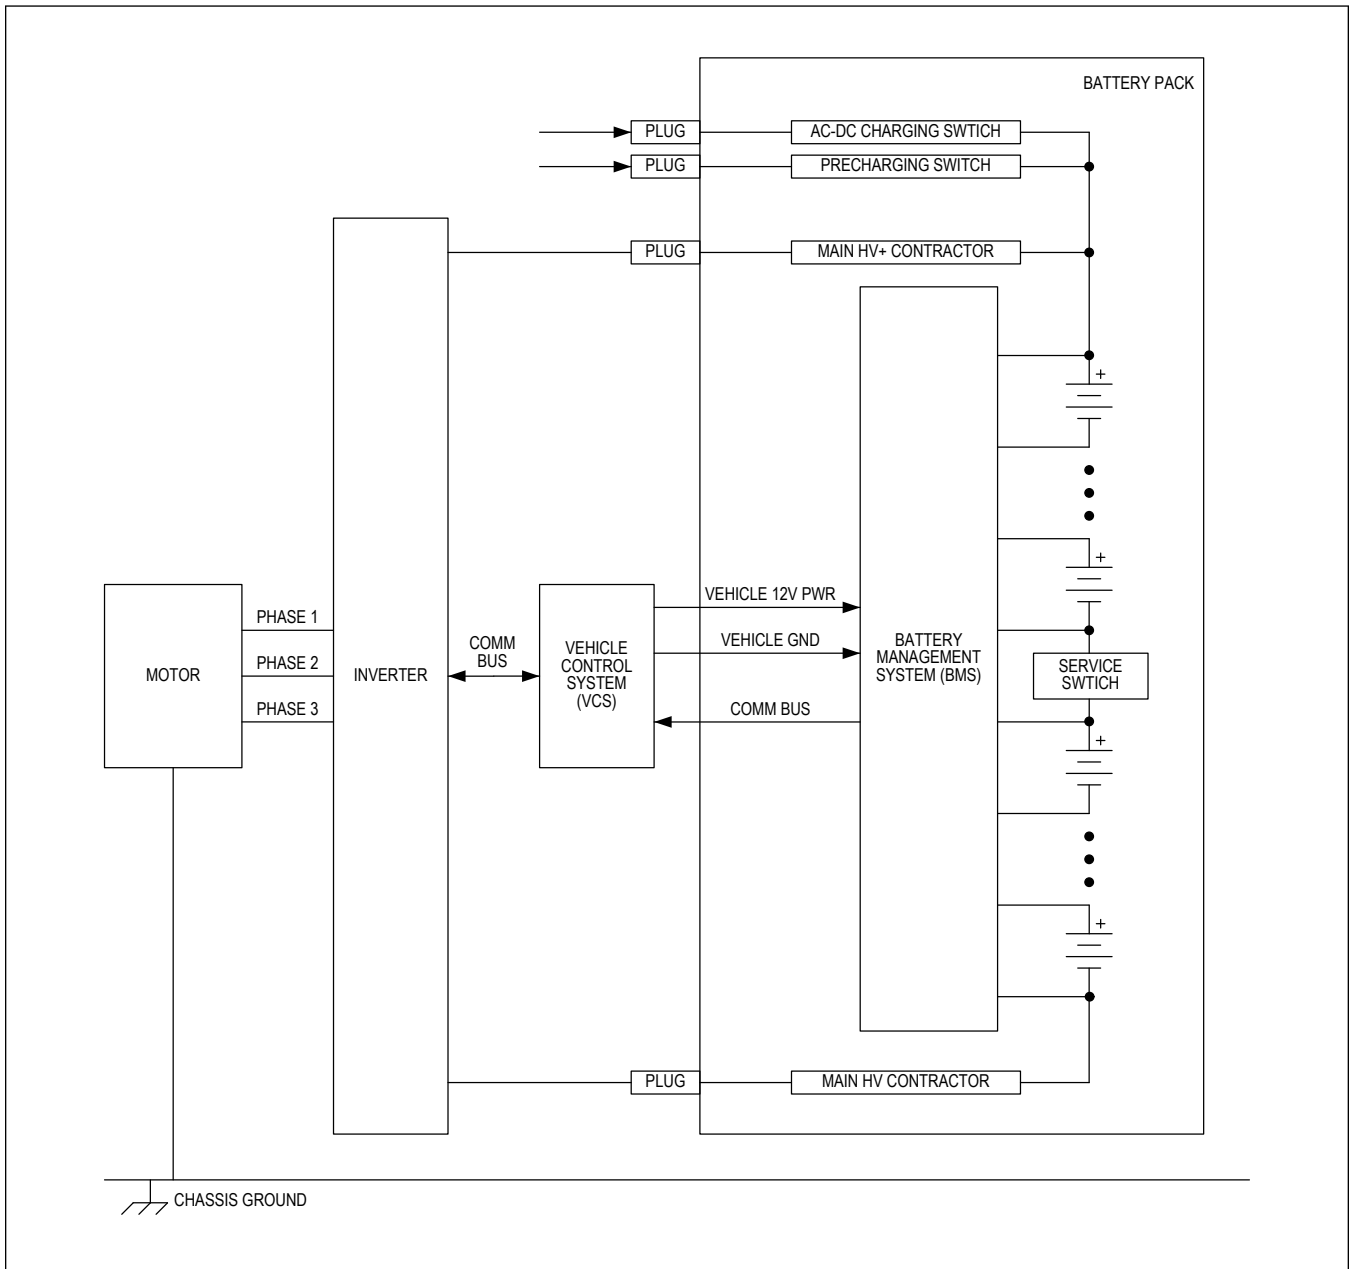 BATTERY PACK
PLUG
AC-DC CHARGING SWTICH
PLUG
PRECHARGING SWITCH
PLUG
MAIN HV+ CONTRACTOR
+
+
VEHICLE 12V PWR
PHASE 1
COMM
BUS
VEHICLE
CONTROL
SYSTEM
(VCS)
VEHICLE GND
BATTERY
MANAGEMENT
SYSTEM (BMS)
MOTOR
PHASE 2
INVERTER
SERVICE
SWTICH
PHASE 3
COMM BUS
+
+
PLUG
MAIN HV CONTRACTOR
CHASSIS GROUND